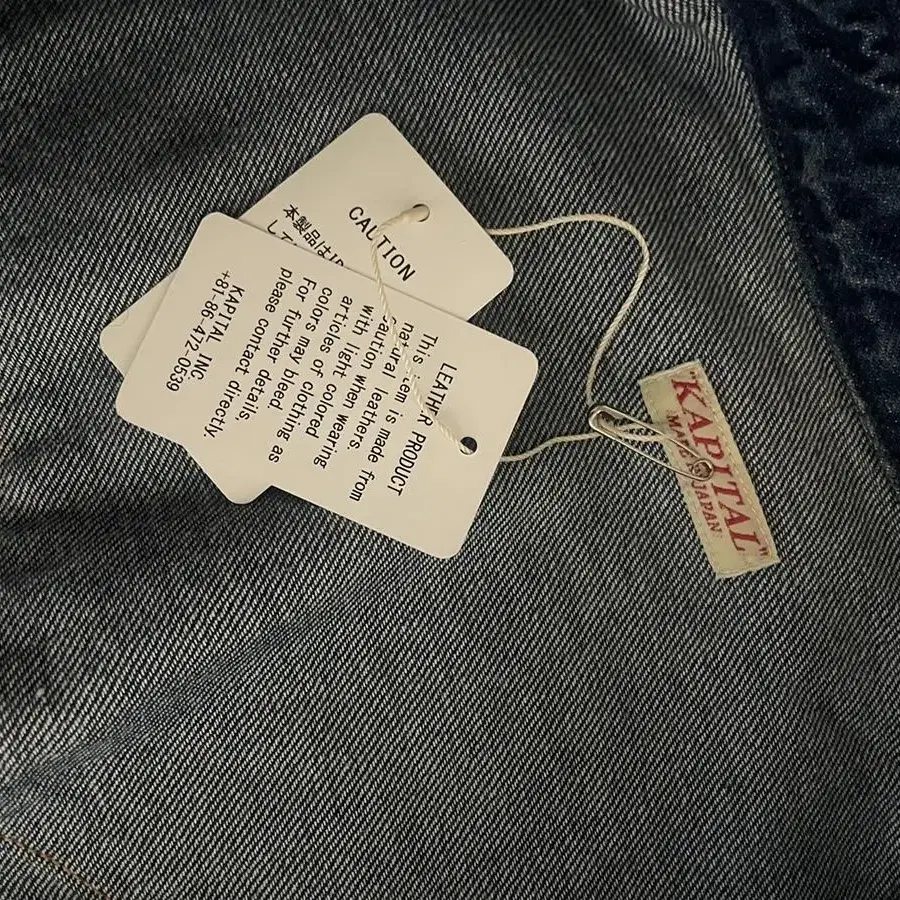 CAUTION
本製品は
LEATHER PRODUCT
This item is made from
natural leathers.
caution when wearing
with light colored
articles of clothing as
colors may bleed.
For further details,
please contact directly.
KAPITAL INC.
+81-86-472-0539
"KAPITAL"
MADE IN JAPAN